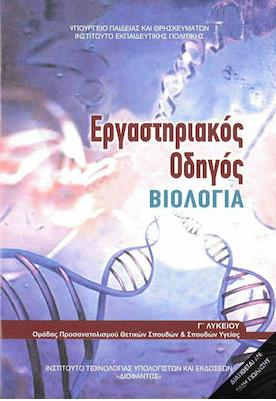 ΥΠΟΥΡΓΕΙΟ ΠΑΙΔΕΙΑΣ ΚΑΙ ΘΡΗΣΚΕΥΜΑΤΩΝ
ΙΝΣΤΙΤΟΥΤΟ ΕΚΠΑΙΔΕΥΤΙΚΗΣ ΠΟΛΙΤΙΚΗΣ
Εργαστηριακός
Οδηγός
ΒΙΟΛΟΓΙΑ
Γ΄ ΛΥΚΕΙΟΥ
Ομάδας Προσανατολισμού Θετικών Σπουδών & Σπουδών Υγείας
ΙΝΣΤΙΤΟΥΤΟ ΤΕΧΝΟΛΟΓΙΑΣ ΥΠΟΛΟΓΙΣΤΩΝ ΚΑΙ ΕΚΔΟΣΕΩΝ
«ΔΙΟΦΑΝΤΟΣ»